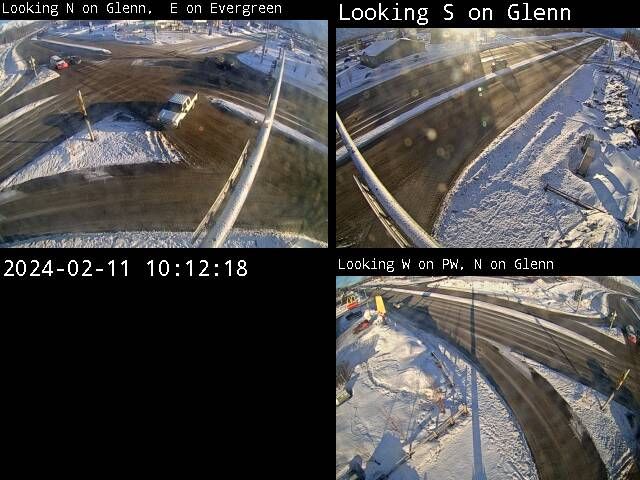 Looking N on Glenn, E on Evergreen
Looking S on Glenn
2024-02-11 10:12:18
Looking W on PW, N on Glenn